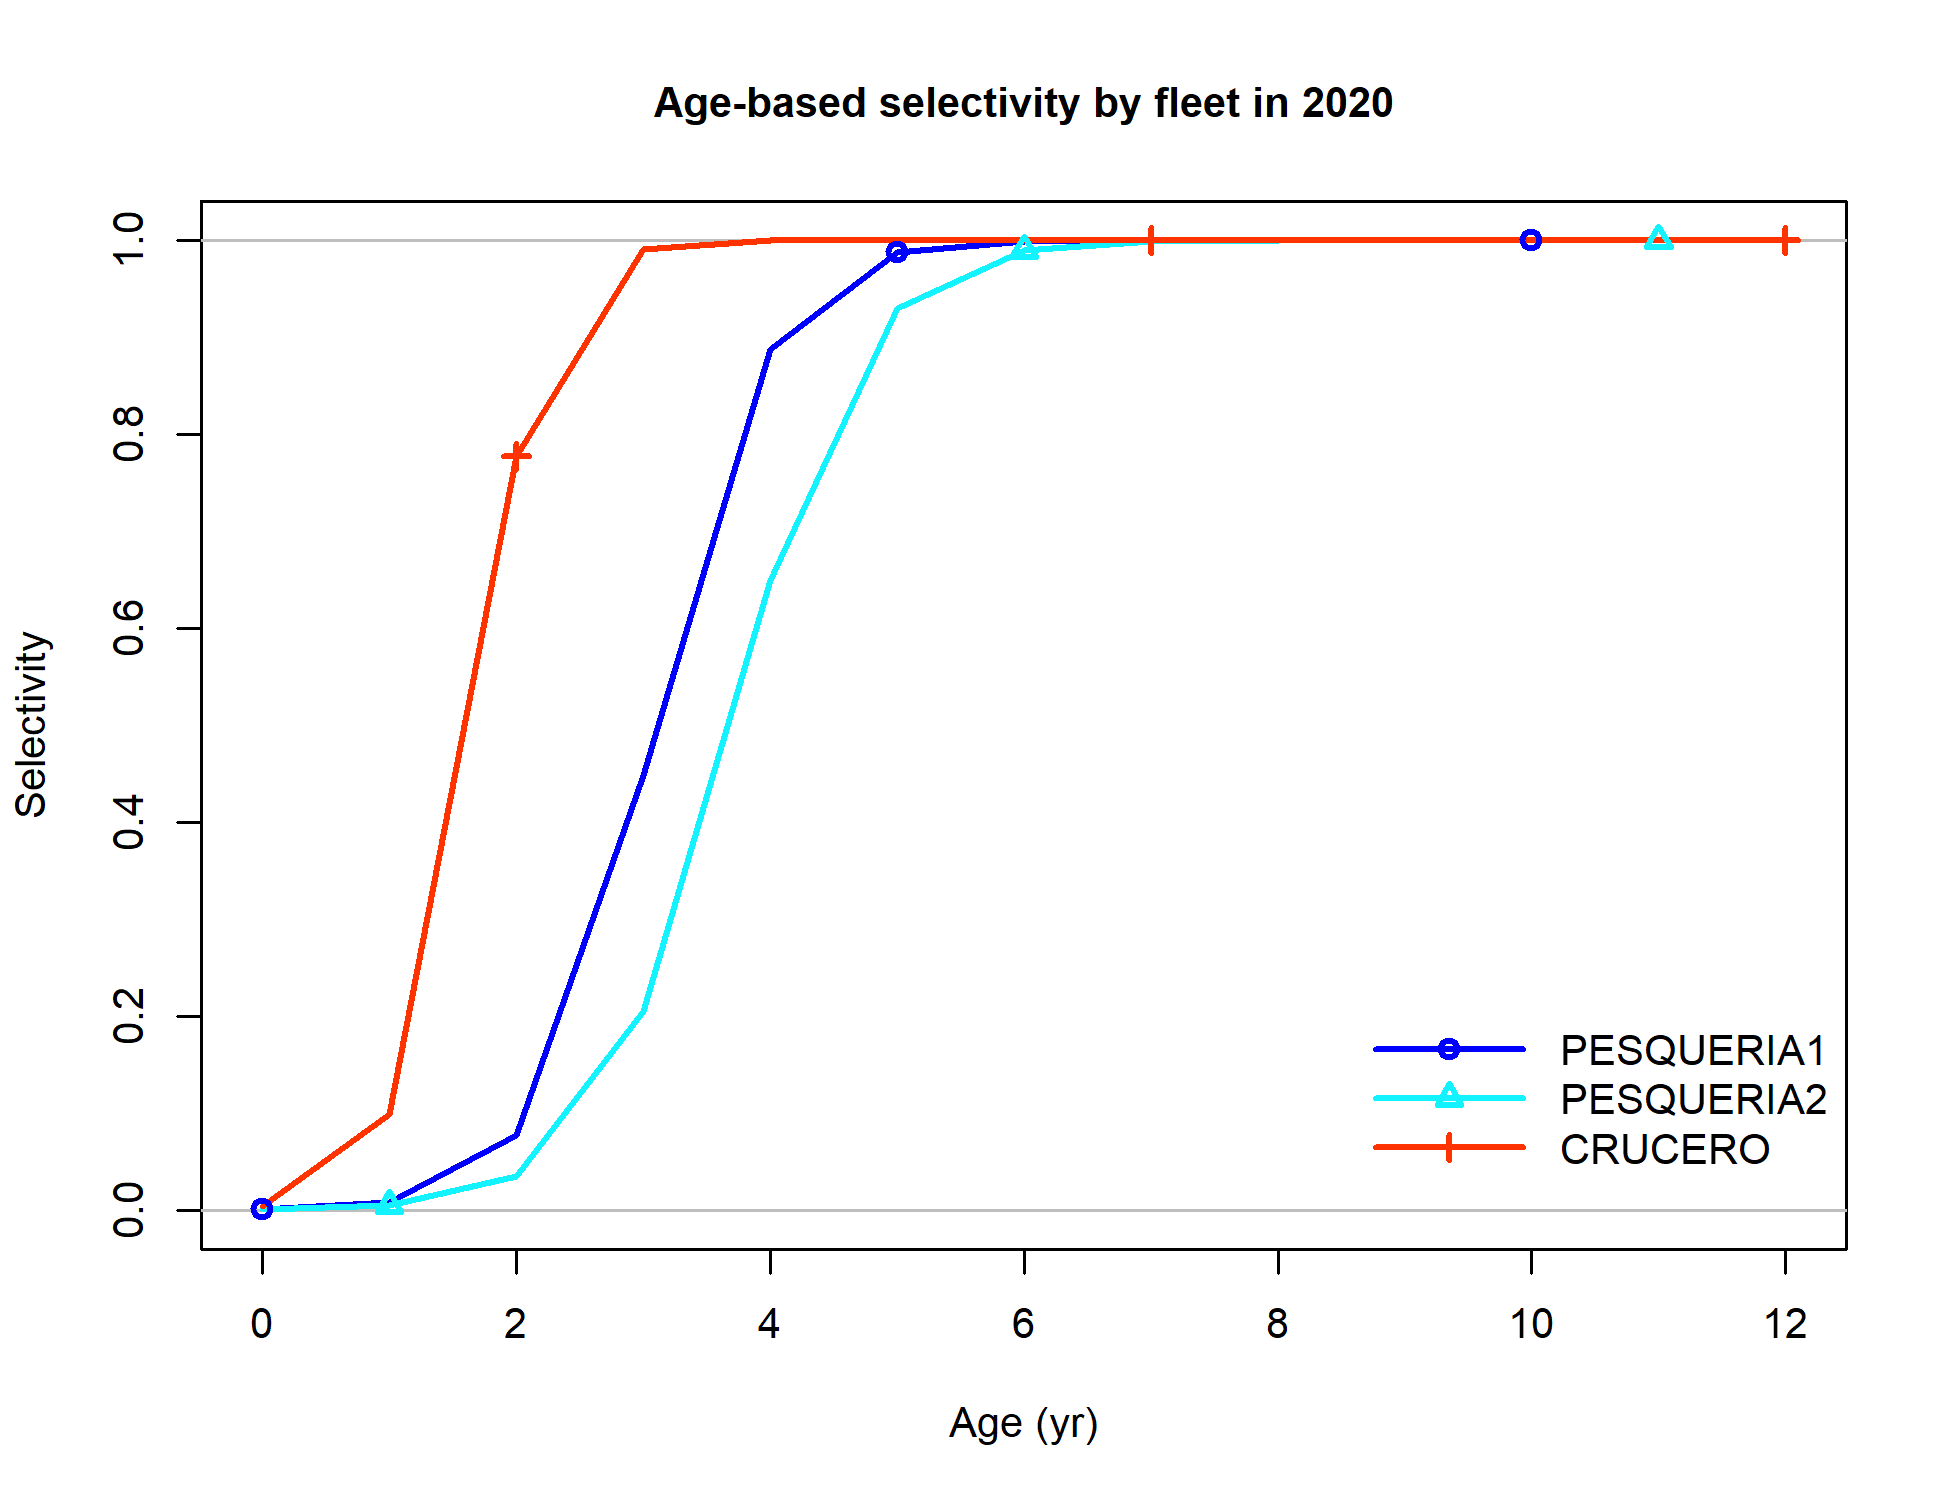 Age-based selectivity by fleet in 2020
Selectivity
1.0
0.8
0.6
0.4
0.2
0.0
PESQUERIA1
PESQUERIA2
CRUCERO
0 2 4 6 8 10 12
Age (yr)